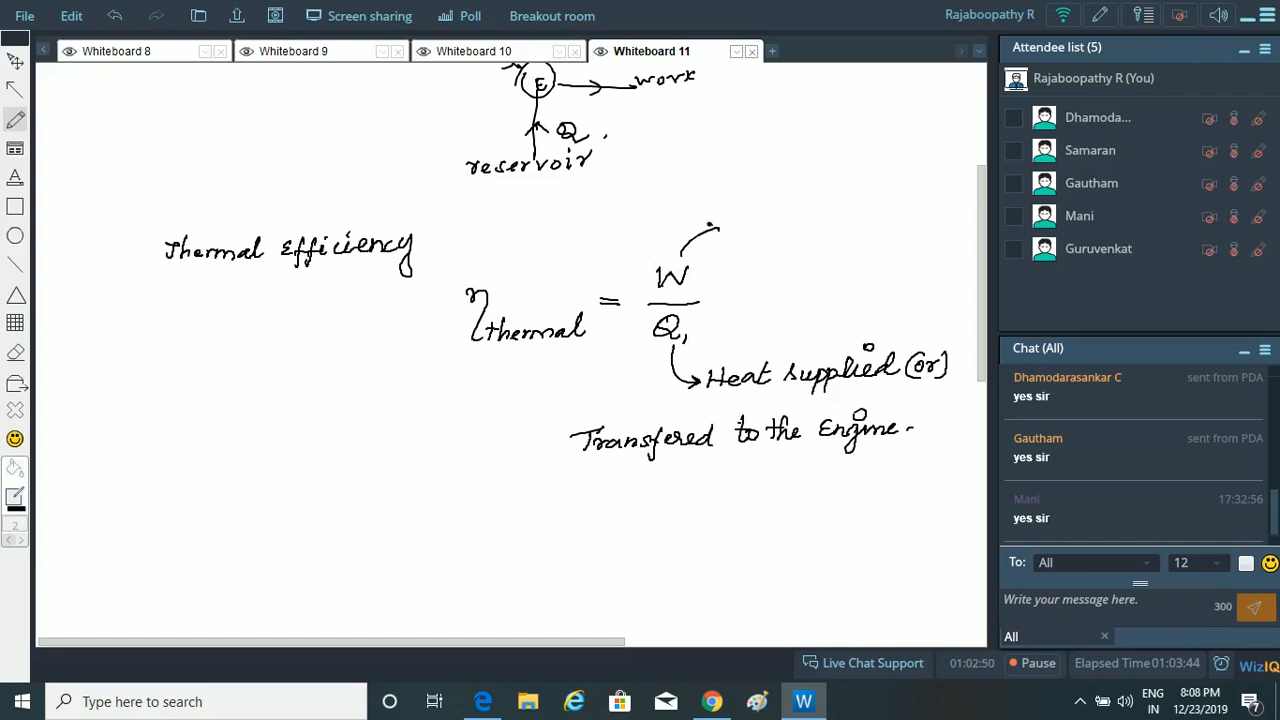 File Edit Screen sharing Poll Breakout room Rajaboopathy R
Whiteboard 8 Whiteboard 9 Whiteboard 10 Whiteboard 11
Attendee list (5)
Rajaboopathy R (You)
Dhamoda...
Samaran
Gautham
Mani
Guruvenkat
E work
Q
reservoir
Thermal Efficiency
η thermal = W
Q1
Heat supplied (or)
Transfered to the Engine.
Chat (All)
Dhamodarasankar C sent from PDA
yes sir
Gautham sent from PDA
yes sir
Mani 17:32:56
yes sir
To: All 12
Write your message here. 300
All
2
Live Chat Support 01:02:50 Pause Elapsed Time 01:03:44 WizIQ
Type here to search
ENG 8:08 PM
IN 12/23/2019 7